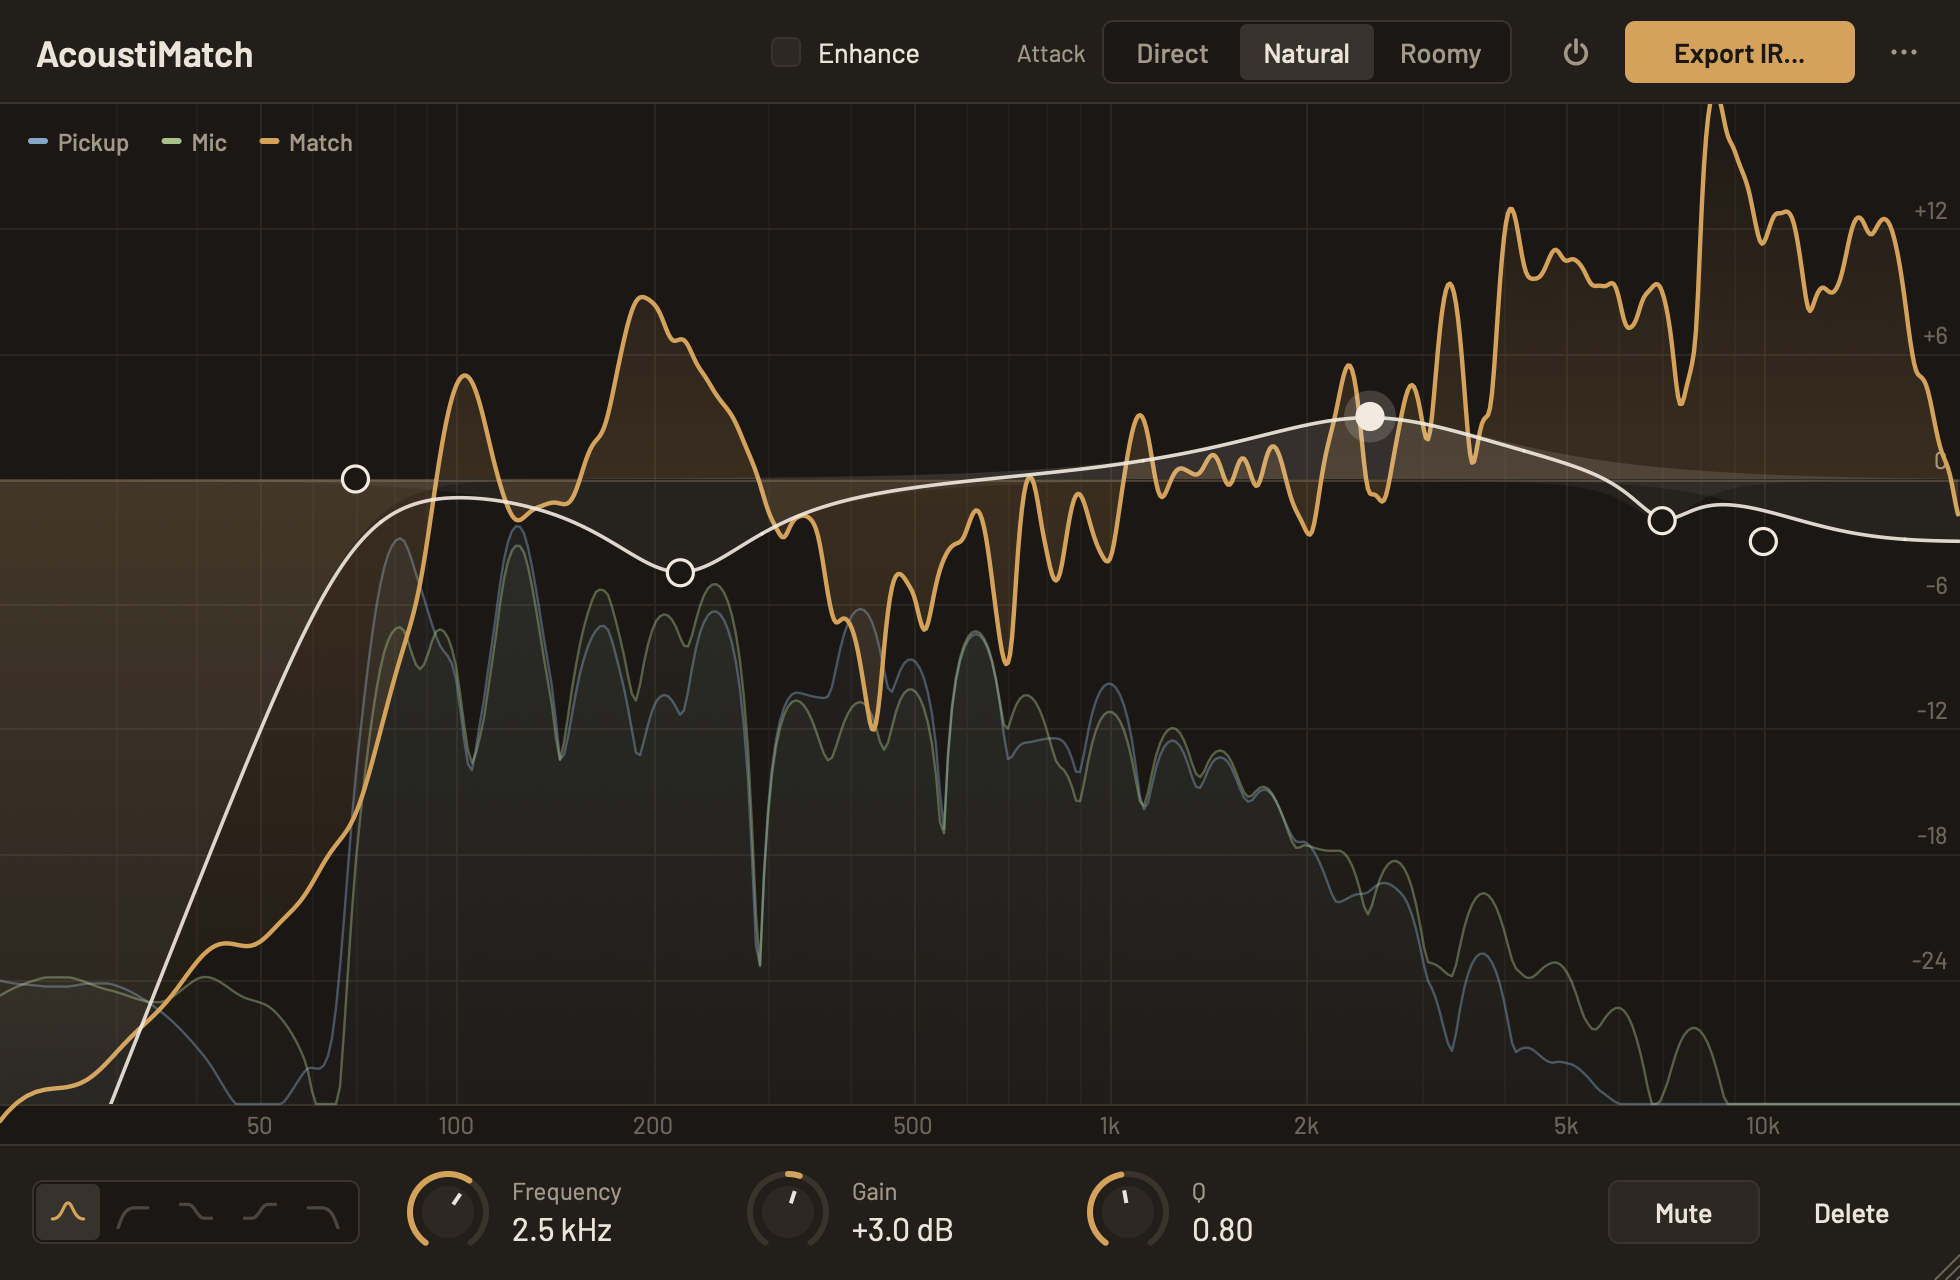 AcoustiMatch
Enhance
Attack
Direct
Natural
Roomy
Export IR...
Pickup
Mic
Match
+12
+6
0
-6
-12
-18
-24
50
100
200
500
1k
2k
5k
10k
Frequency
2.5 kHz
Gain
+3.0 dB
Q
0.80
Mute
Delete